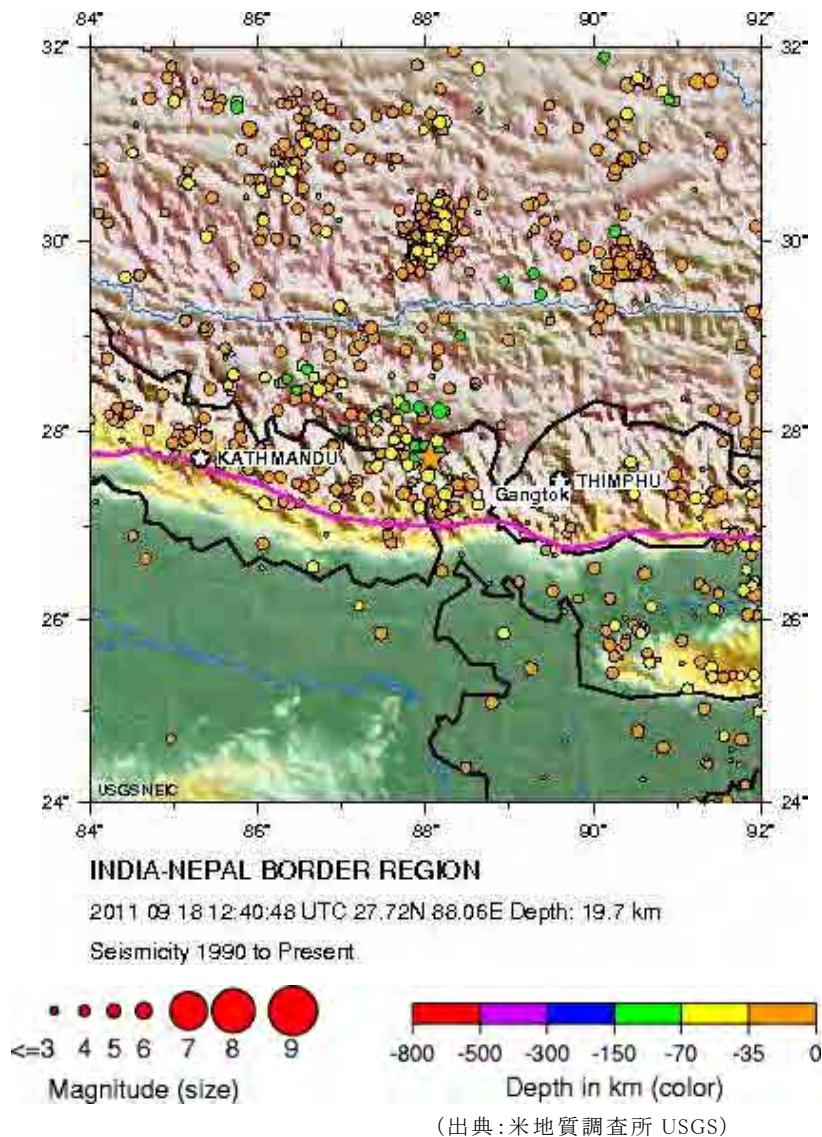 84° 86° 88° 90° 92°
32° 32°
30° 30°
28° 28°
KATHMANDU
THIMPHU
Gangtok
26° 26°
USGS NEIC
24° 24°
84° 86° 88° 90° 92°
INDIA-NEPAL BORDER REGION
2011 09 18 12:40:48 UTC 27.72N 88.06E Depth: 19.7 km
Seismicity 1990 to Present
<=3 4 5 6 7 8 9
Magnitude (size)
-800 -500 -300 -150 -70 -35 0
Depth in km (color)
(出典:米地質調査所 USGS)